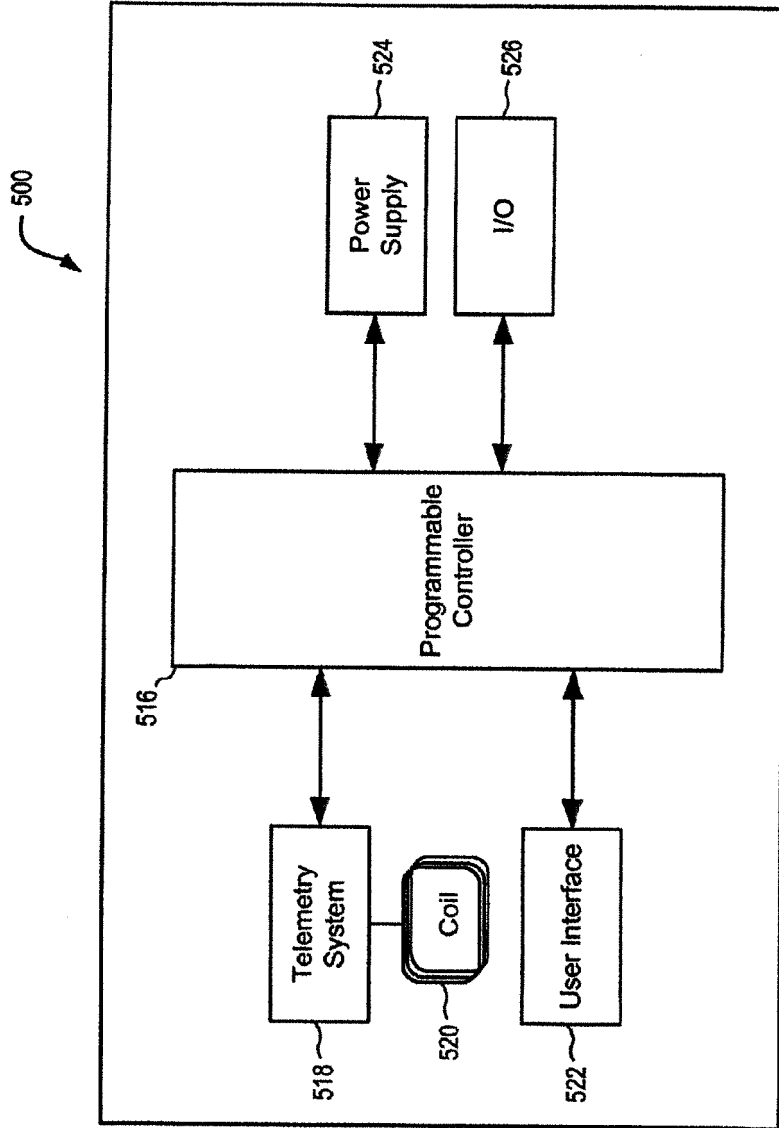 500
516
518
Telemetry
System
520
Coil
522
User Interface
Programmable
Controller
524
Power
Supply
526
I/O